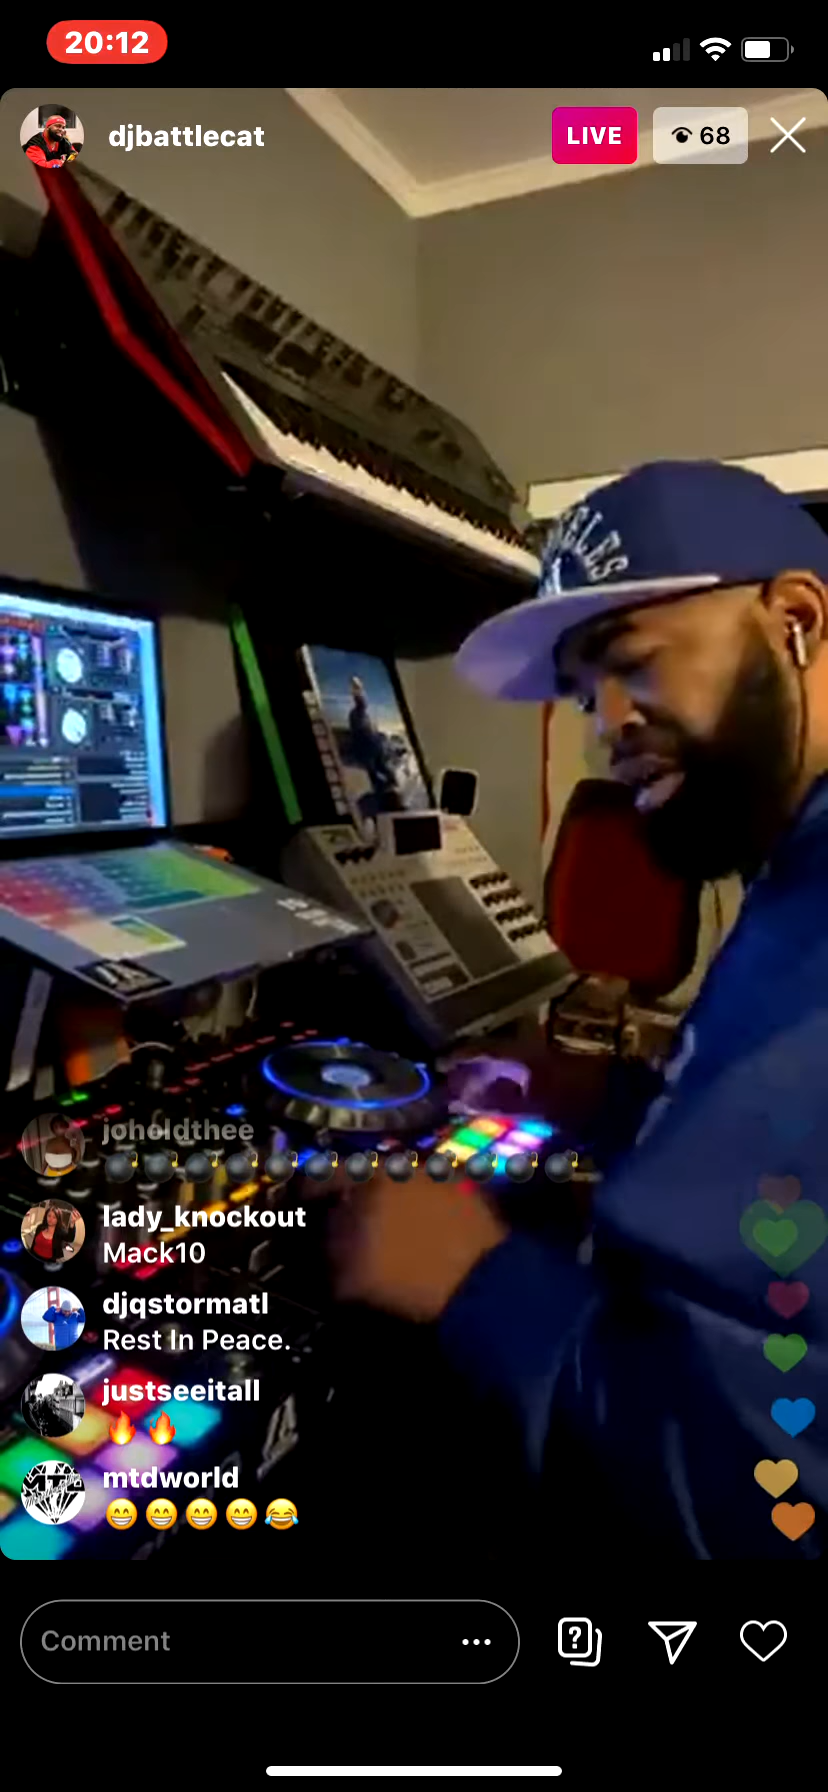 20:12
djbattlecat
LIVE
68
joholdthee
💣💣💣💣💣💣💣💣💣💣💣💣
lady_knockout
Mack10
djqstormatl
Rest In Peace.
justseeitall
🔥🔥
mtdworld
😁😁😁😁😂
Comment